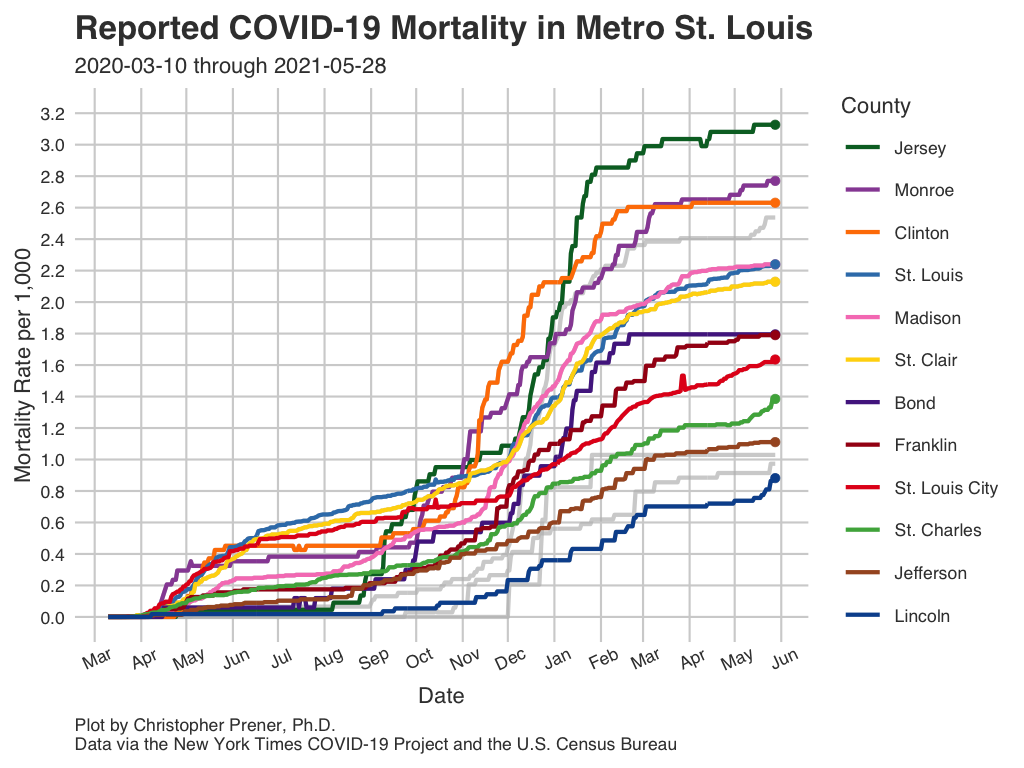 Reported COVID-19 Mortality in Metro St. Louis
2020-03-10 through 2021-05-28
Mortality Rate per 1,000
3.2
3.0
2.8
2.6
2.4
2.2
2.0
1.8
1.6
1.4
1.2
1.0
0.8
0.6
0.4
0.2
0.0
Mar Apr May Jun Jul Aug Sep Oct Nov Dec Jan Feb Mar Apr May Jun
Date
County
Jersey
Monroe
Clinton
St. Louis
Madison
St. Clair
Bond
Franklin
St. Louis City
St. Charles
Jefferson
Lincoln
Plot by Christopher Prener, Ph.D.
Data via the New York Times COVID-19 Project and the U.S. Census Bureau